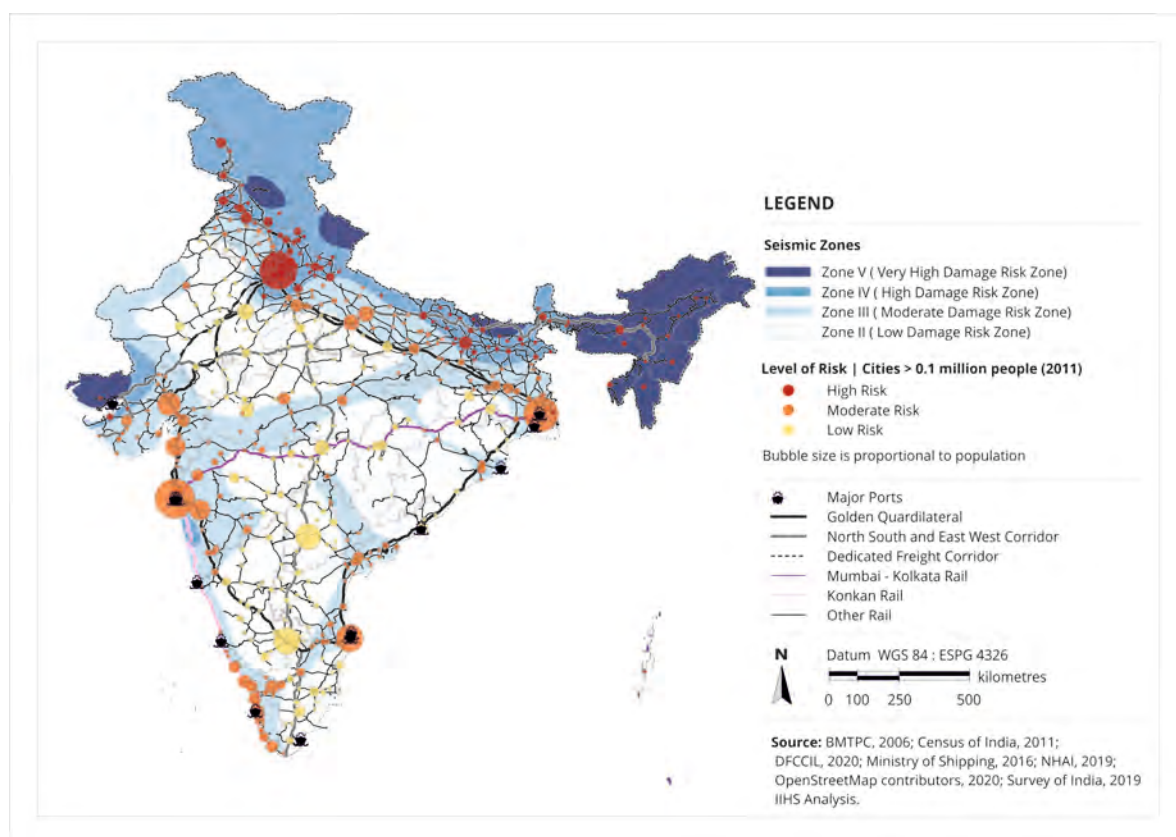 LEGEND
Seismic Zones
Zone V ( Very High Damage Risk Zone)
Zone IV ( High Damage Risk Zone)
Zone III ( Moderate Damage Risk Zone)
Zone II ( Low Damage Risk Zone)
Level of Risk | Cities > 0.1 million people (2011)
High Risk
Moderate Risk
Low Risk
Bubble size is proportional to population
Major Ports
Golden Quardilateral
North South and East West Corridor
Dedicated Freight Corridor
Mumbai - Kolkata Rail
Konkan Rail
Other Rail
N
Datum WGS 84 ; ESPG 4326
kilometres
0 100 250 500
Source: BMTPC, 2006; Census of India, 2011;
DFCCIL, 2020; Ministry of Shipping, 2016; NHAI, 2019;
OpenStreetMap contributors, 2020; Survey of India, 2019
IIHS Analysis.